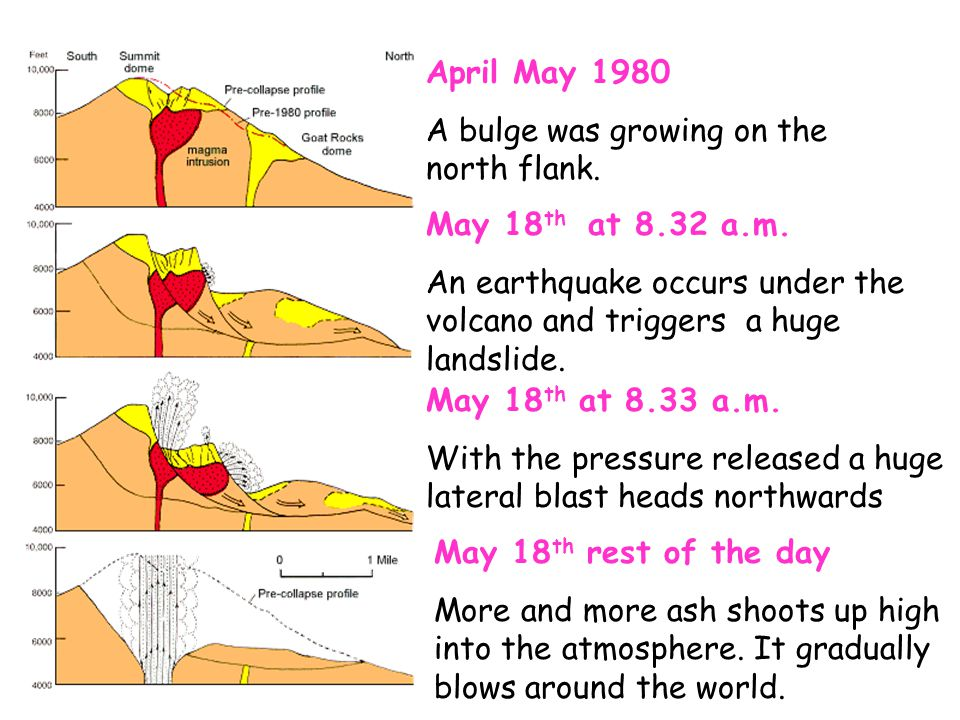 Feet South Summit North
dome
10,000
Pre-collapse profile
8000
Pre-1980 profile
Goat Rocks
dome
magma
intrusion
6000
4000
April May 1980
A bulge was growing on the
north flank.
10,000
8000
6000
4000
May 18th at 8.32 a.m.
An earthquake occurs under the
volcano and triggers a huge
landslide.
10,000
8000
6000
4000
May 18th at 8.33 a.m.
With the pressure released a huge
lateral blast heads northwards
10,000
0 1 Mile
Pre-collapse profile
8000
6000
4000
May 18th rest of the day
More and more ash shoots up high
into the atmosphere. It gradually
blows around the world.